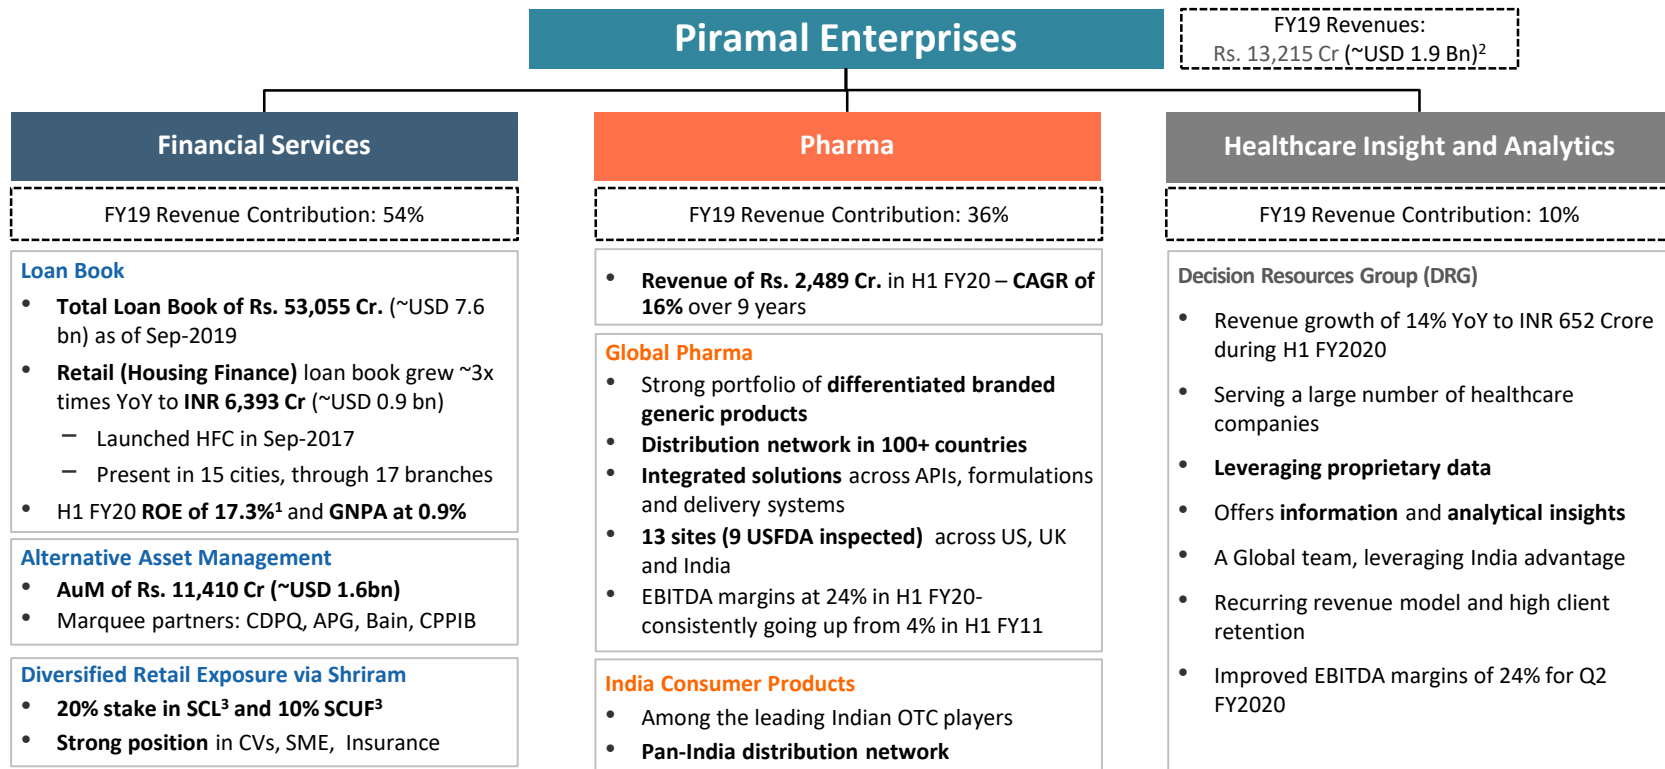 Piramal Enterprises
FY19 Revenues:
Rs. 13,215 Cr (~USD 1.9 Bn)2
Financial Services
FY19 Revenue Contribution: 54%
Loan Book
• Total Loan Book of Rs. 53,055 Cr. (~USD 7.6
bn) as of Sep-2019
• Retail (Housing Finance) loan book grew ~3x
times YoY to INR 6,393 Cr (~USD 0.9 bn)
– Launched HFC in Sep-2017
– Present in 15 cities, through 17 branches
• H1 FY20 ROE of 17.3%1 and GNPA at 0.9%
Alternative Asset Management
• AuM of Rs. 11,410 Cr (~USD 1.6bn)
• Marquee partners: CDPQ, APG, Bain, CPPIB
Diversified Retail Exposure via Shriram
• 20% stake in SCL3 and 10% SCUF3
• Strong position in CVs, SME, Insurance
Pharma
FY19 Revenue Contribution: 36%
• Revenue of Rs. 2,489 Cr. in H1 FY20 – CAGR of
16% over 9 years
Global Pharma
• Strong portfolio of differentiated branded
generic products
• Distribution network in 100+ countries
• Integrated solutions across APIs, formulations
and delivery systems
• 13 sites (9 USFDA inspected) across US, UK
and India
• EBITDA margins at 24% in H1 FY20-
consistently going up from 4% in H1 FY11
India Consumer Products
• Among the leading Indian OTC players
• Pan-India distribution network
Healthcare Insight and Analytics
FY19 Revenue Contribution: 10%
Decision Resources Group (DRG)
• Revenue growth of 14% YoY to INR 652 Crore
during H1 FY2020
• Serving a large number of healthcare
companies
• Leveraging proprietary data
• Offers information and analytical insights
• A Global team, leveraging India advantage
• Recurring revenue model and high client
retention
• Improved EBITDA margins of 24% for Q2
FY2020